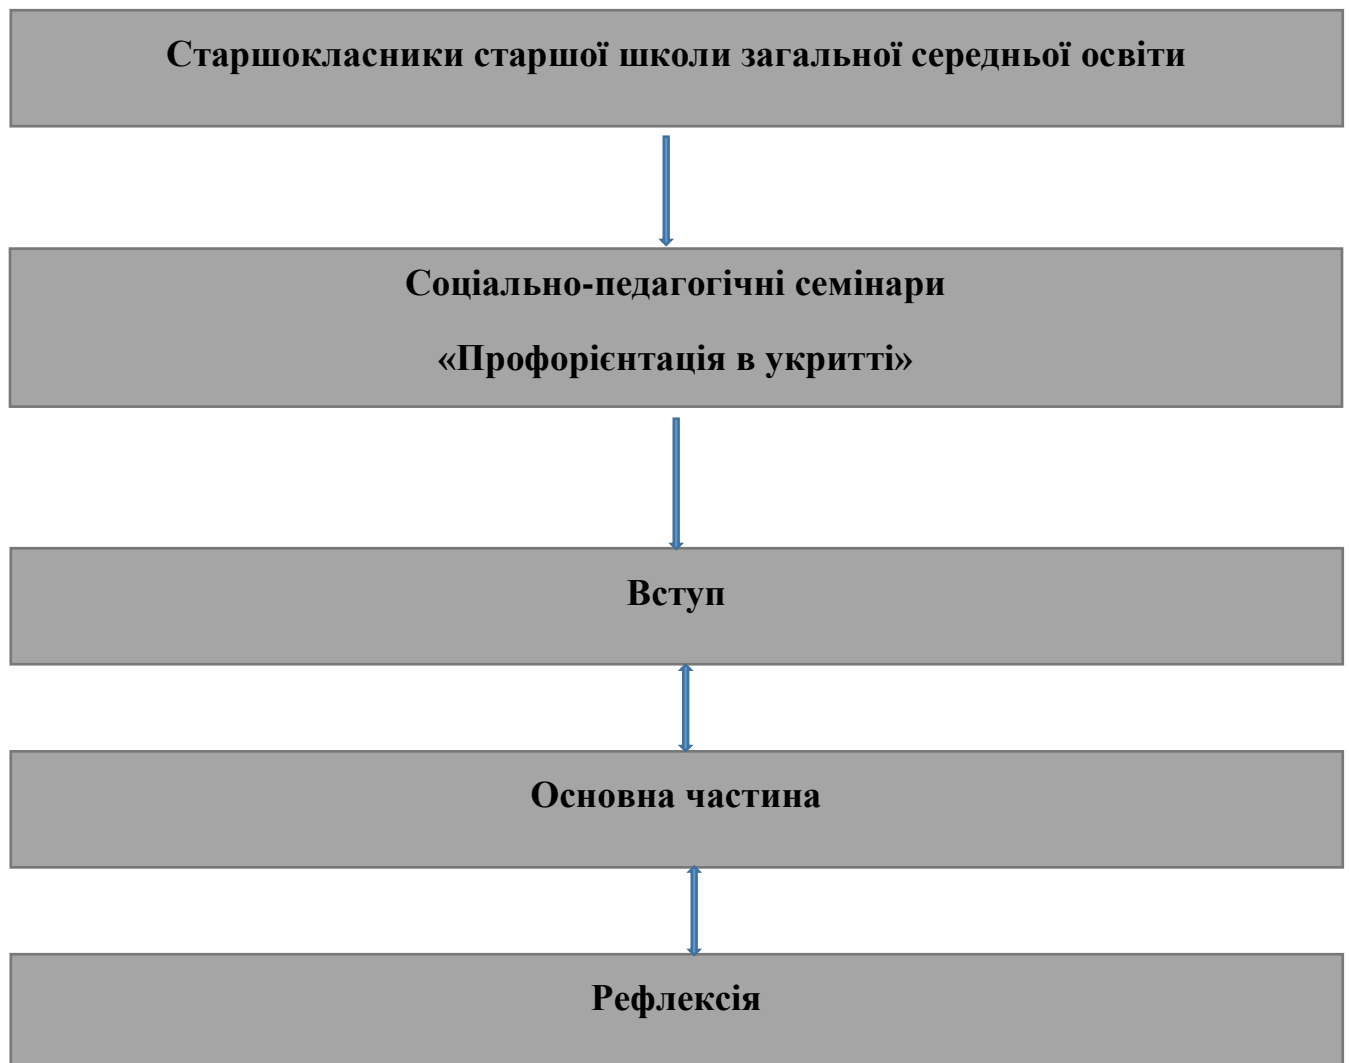 Старшокласники старшої школи загальної середньої освіти
Соціально-педагогічні семінари
«Профорієнтація в укритті»
Вступ
Основна частина
Рефлексія